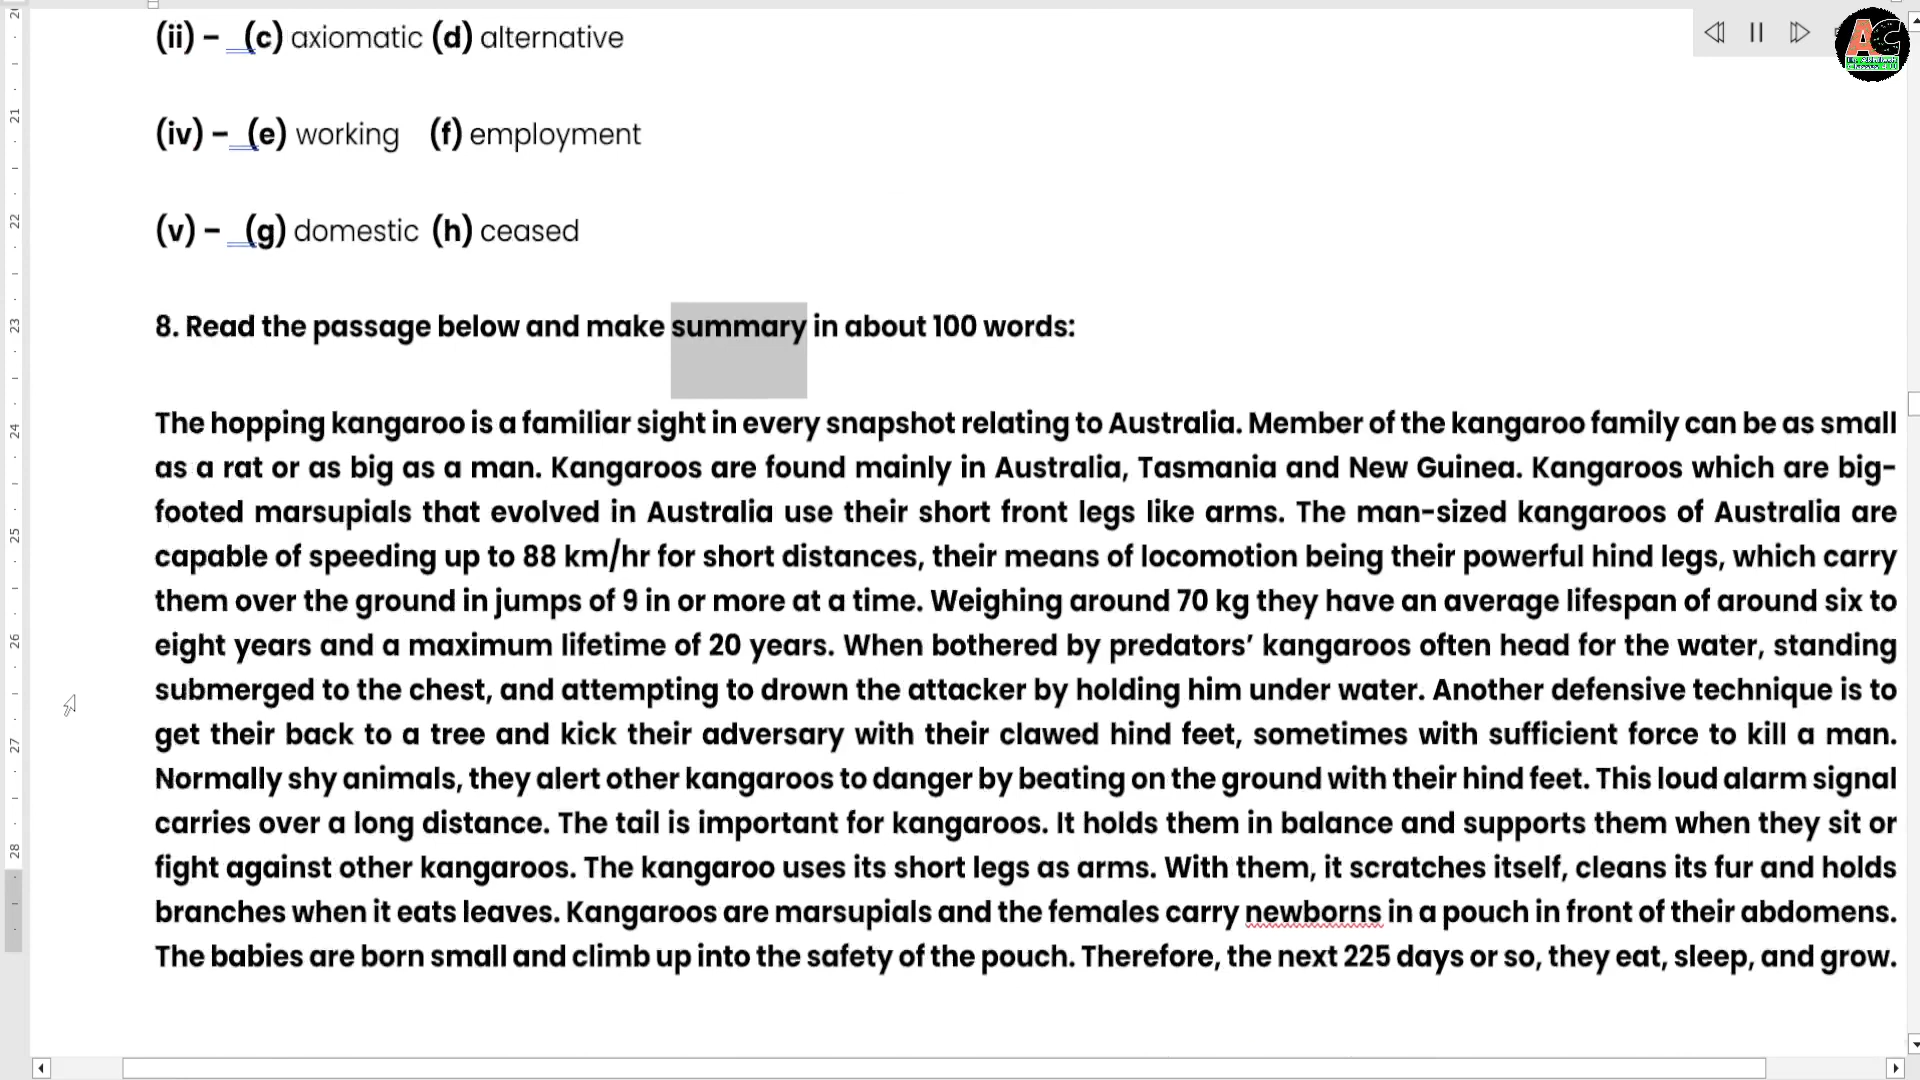 (ii) – (c) axiomatic (d) alternative
(iv) – (e) working (f) employment
(v) – (g) domestic (h) ceased
8. Read the passage below and make summary in about 100 words:
The hopping kangaroo is a familiar sight in every snapshot relating to Australia. Member of the kangaroo family can be as small
as a rat or as big as a man. Kangaroos are found mainly in Australia, Tasmania and New Guinea. Kangaroos which are big-
footed marsupials that evolved in Australia use their short front legs like arms. The man-sized kangaroos of Australia are
capable of speeding up to 88 km/hr for short distances, their means of locomotion being their powerful hind legs, which carry
them over the ground in jumps of 9 in or more at a time. Weighing around 70 kg they have an average lifespan of around six to
eight years and a maximum lifetime of 20 years. When bothered by predators’ kangaroos often head for the water, standing
submerged to the chest, and attempting to drown the attacker by holding him under water. Another defensive technique is to
get their back to a tree and kick their adversary with their clawed hind feet, sometimes with sufficient force to kill a man.
Normally shy animals, they alert other kangaroos to danger by beating on the ground with their hind feet. This loud alarm signal
carries over a long distance. The tail is important for kangaroos. It holds them in balance and supports them when they sit or
fight against other kangaroos. The kangaroo uses its short legs as arms. With them, it scratches itself, cleans its fur and holds
branches when it eats leaves. Kangaroos are marsupials and the females carry newborns in a pouch in front of their abdomens.
The babies are born small and climb up into the safety of the pouch. Therefore, the next 225 days or so, they eat, sleep, and grow.
21
22
23
24
25
26
27
28
AC